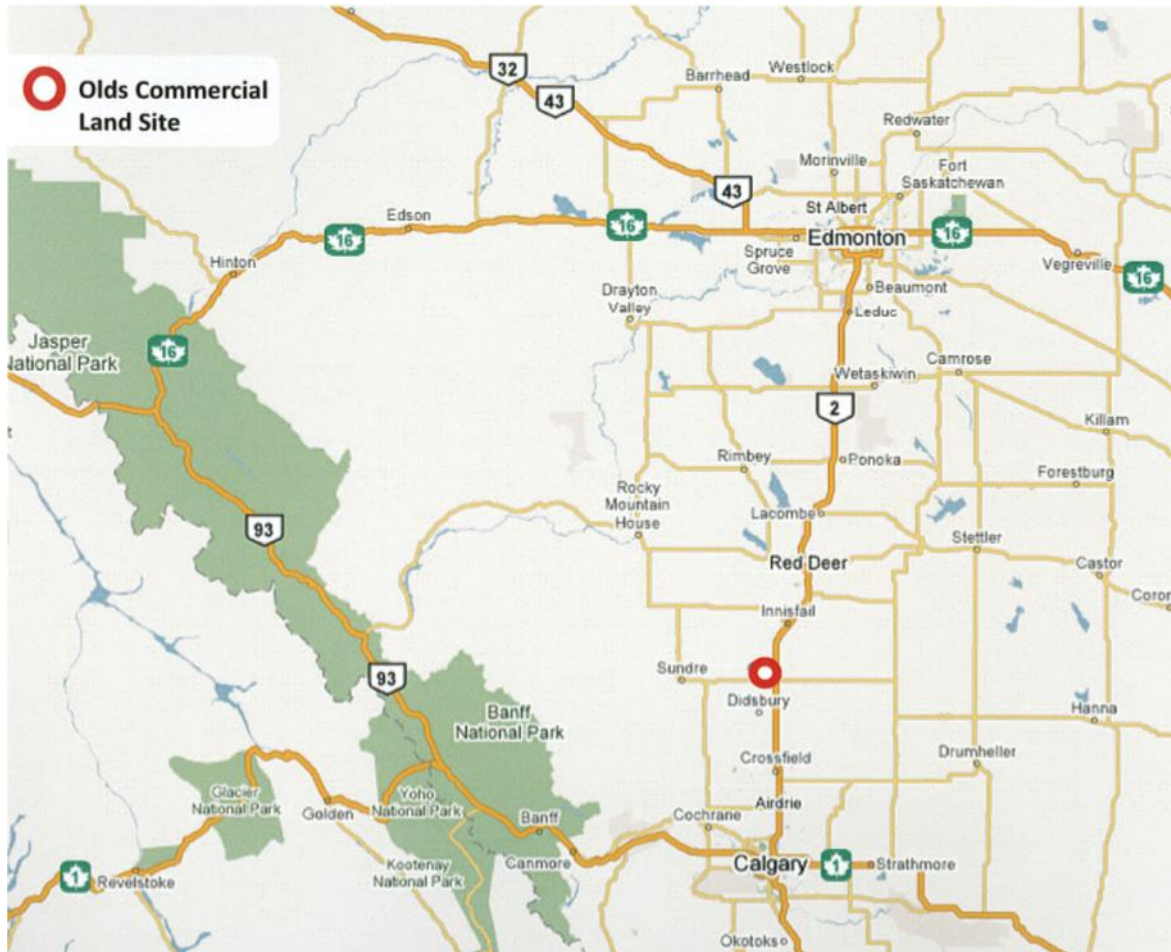 Olds Commercial
Land Site
32
43
Barrhead
Westlock
Redwater
Morinville
Fort
Saskatchewan
43
St Albert
Edson
16
16
Edmonton
16
Spruce
Grove
Vegreville
16
Hinton
Beaumont
Drayton
Valley
Leduc
Jasper
National Park
16
Camrose
Wetaskiwin
2
Killam
Rimbey
Ponoka
Forestburg
Rocky
Mountain
House
93
Lacombe
Stettler
Red Deer
Castor
Coron
Innisfail
Sundre
93
Didsbury
Hanna
Banff
National Park
Crossfield
Drumheller
Glacier
National Park
Golden
Yoho
National Park
Airdrie
Cochrane
Banff
Canmore
Calgary
1
Strathmore
Kootenay
National Park
1
Revelstoke
Okotoks